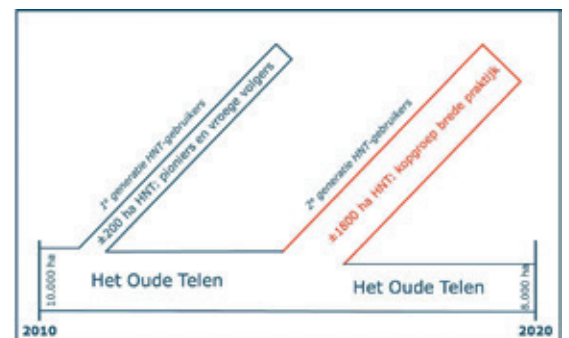 1e generatie HNT-gebruikers
±200 ha HNT: pioniers en vroege volgers
2e generatie HNT-gebruikers
±1800 ha HNT: kopgroep brede praktijk
10.000 ha
Het Oude Telen
Het Oude Telen
8.000 ha
2010
2020